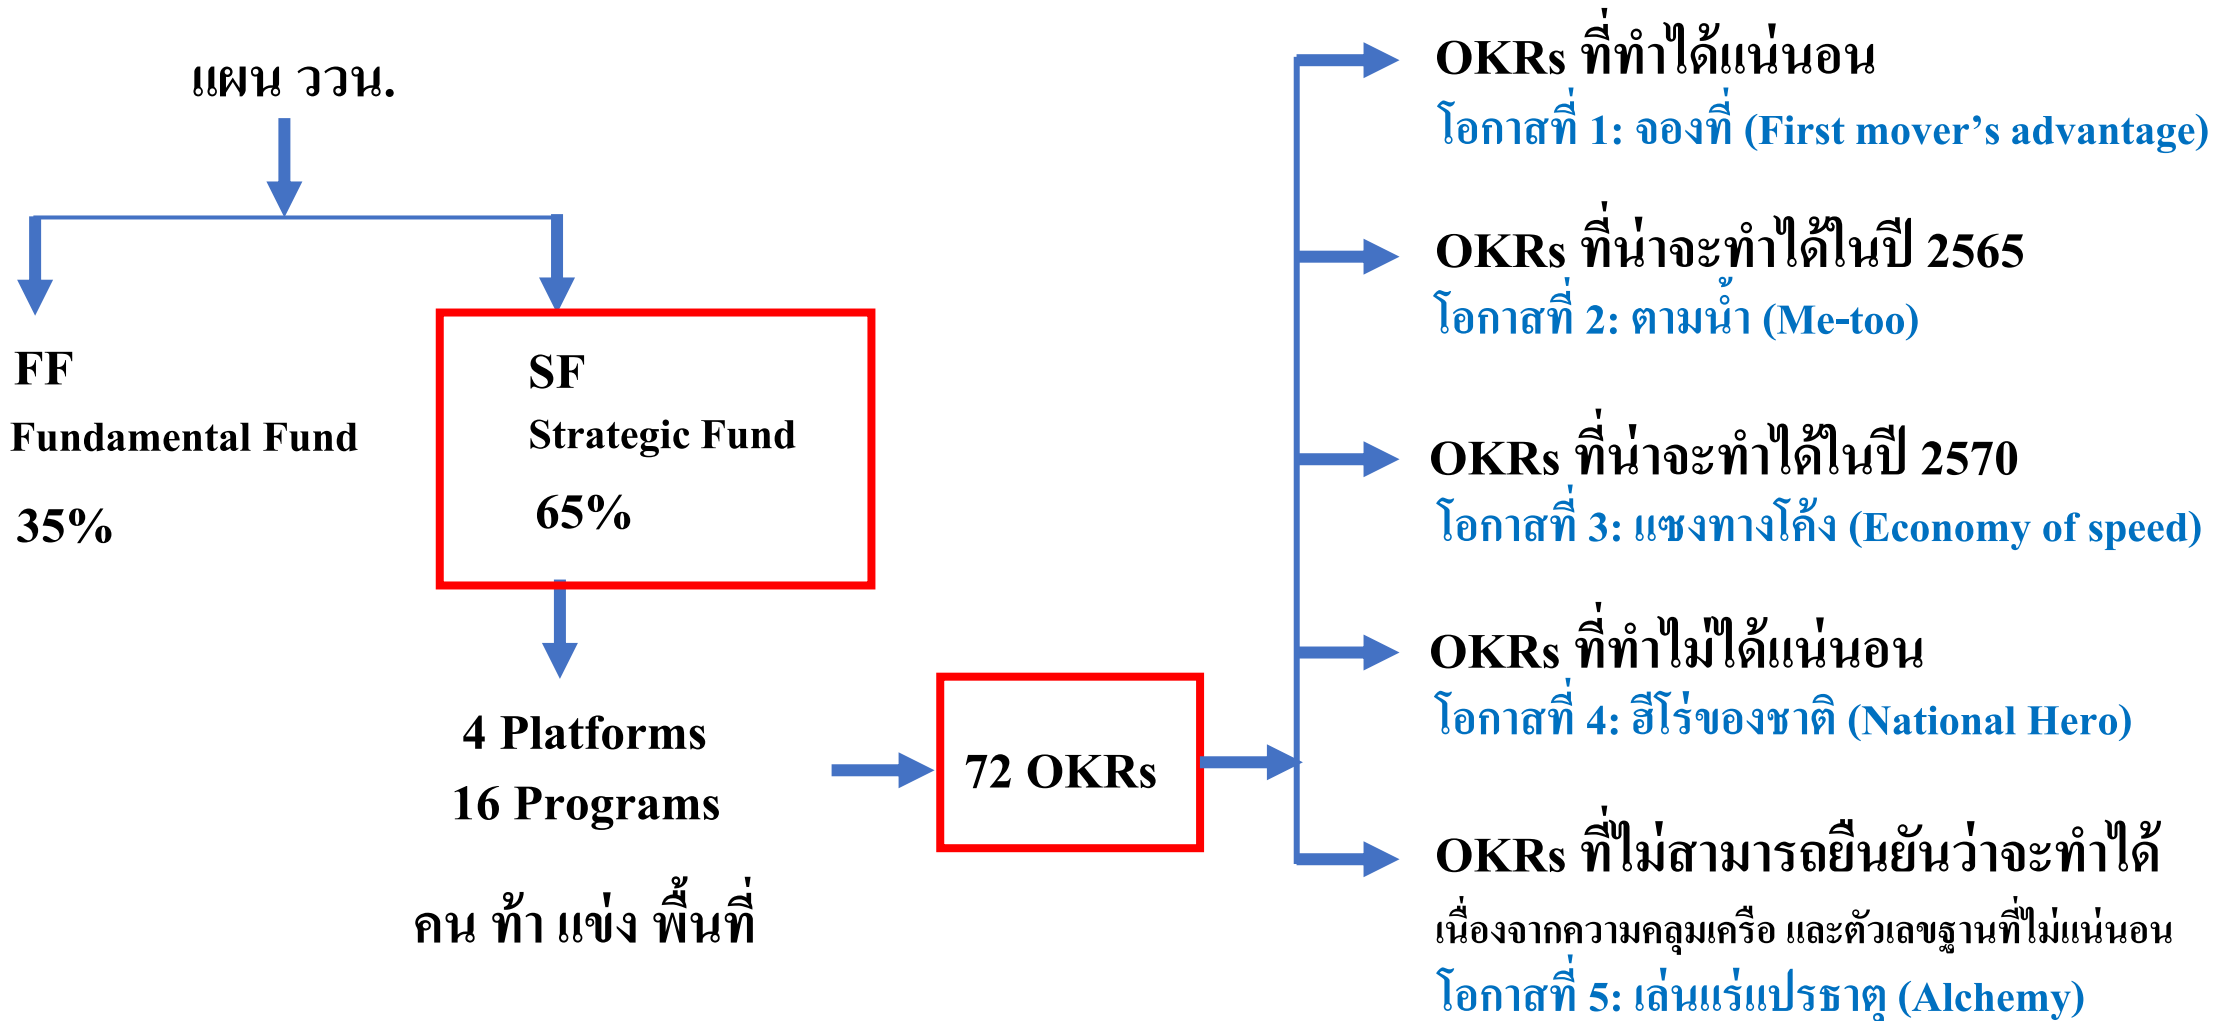 แผน ววน.
FF
Fundamental Fund
35%
SF
Strategic Fund
65%
4 Platforms
16 Programs
คน ท้า แข่ง พื้นที่
72 OKRs
OKRs ที่ทำได้แน่นอน
โอกาสที่ 1: จองที่ (First mover’s advantage)
OKRs ที่น่าจะทำได้ในปี 2565
โอกาสที่ 2: ตามน้ำ (Me-too)
OKRs ที่น่าจะทำได้ในปี 2570
โอกาสที่ 3: แซงทางโค้ง (Economy of speed)
OKRs ที่ทำไม่ได้แน่นอน
โอกาสที่ 4: ฮีโร่ของชาติ (National Hero)
OKRs ที่ไม่สามารถยืนยันว่าจะทำได้
เนื่องจากความคลุมเครือ และตัวเลขฐานที่ไม่แน่นอน
โอกาสที่ 5: เล่นแร่แปรธาตุ (Alchemy)